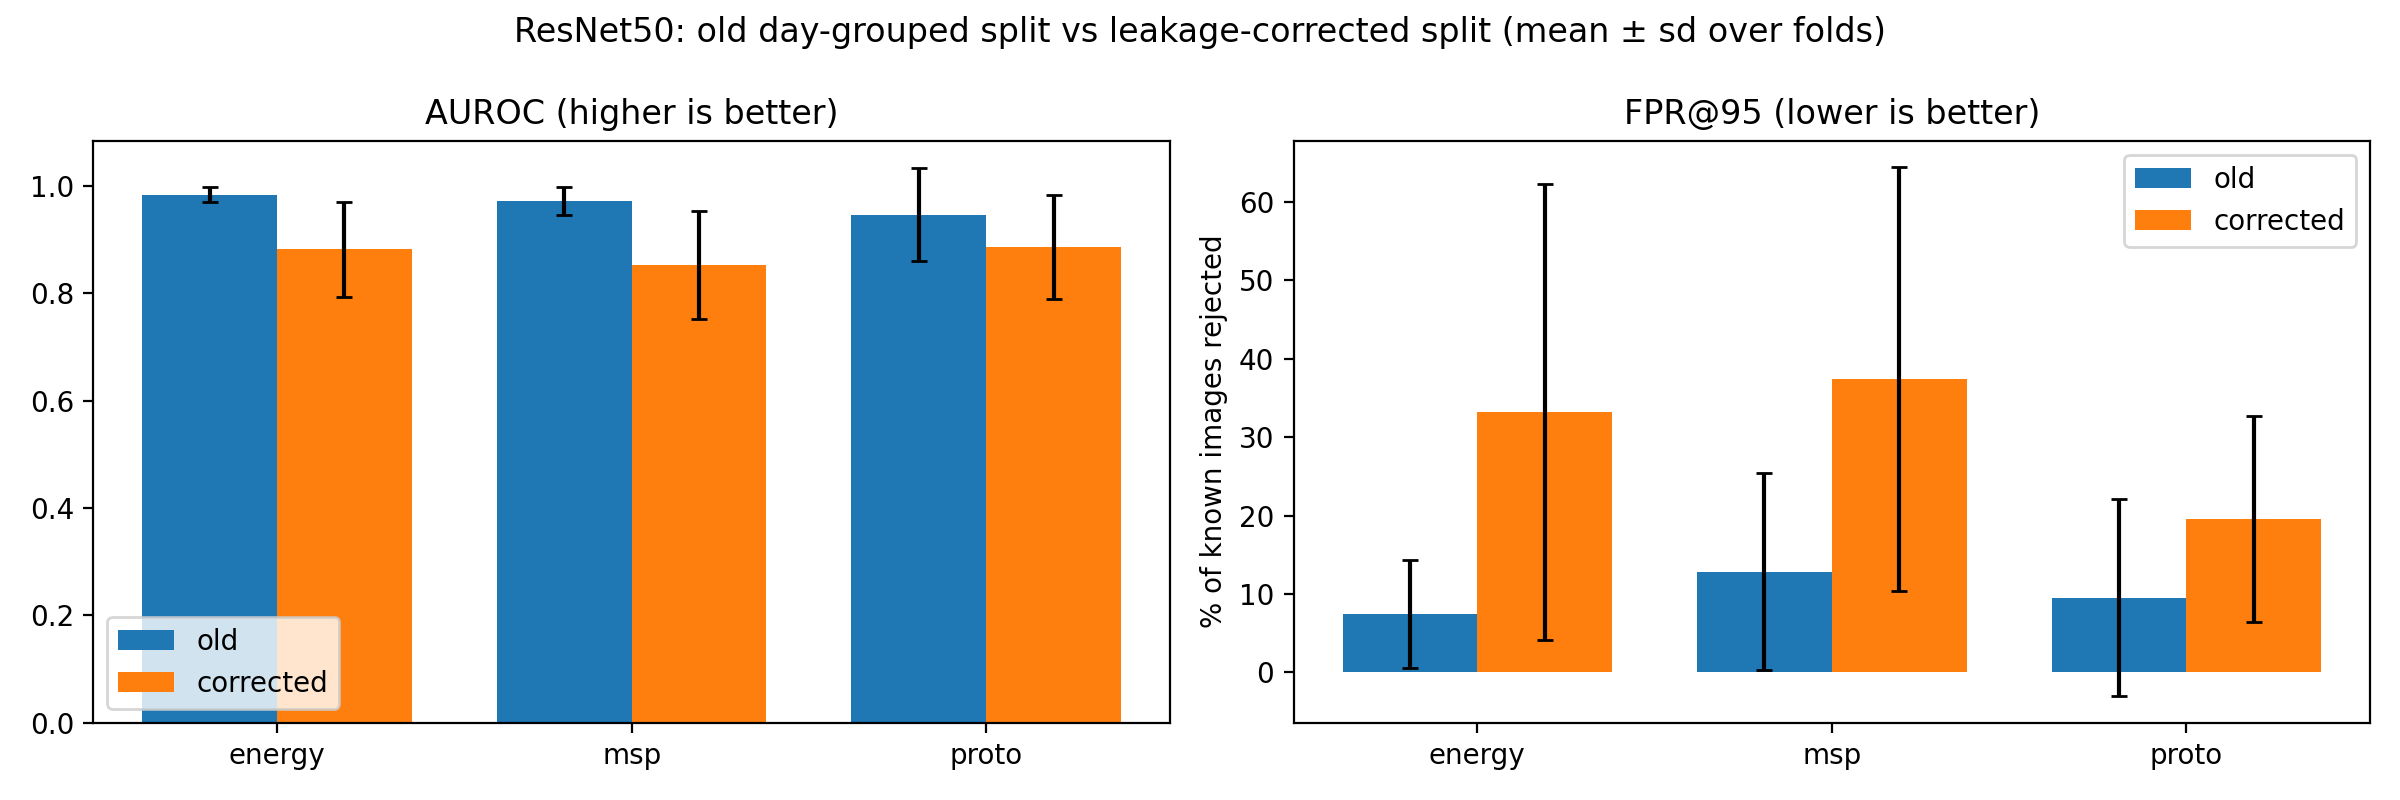 ResNet50: old day-grouped split vs leakage-corrected split (mean ± sd over folds)
AUROC (higher is better)
1.0
0.8
0.6
0.4
0.2
0.0
old
corrected
energy
msp
proto
FPR@95 (lower is better)
% of known images rejected
60
50
40
30
20
10
0
old
corrected
energy
msp
proto